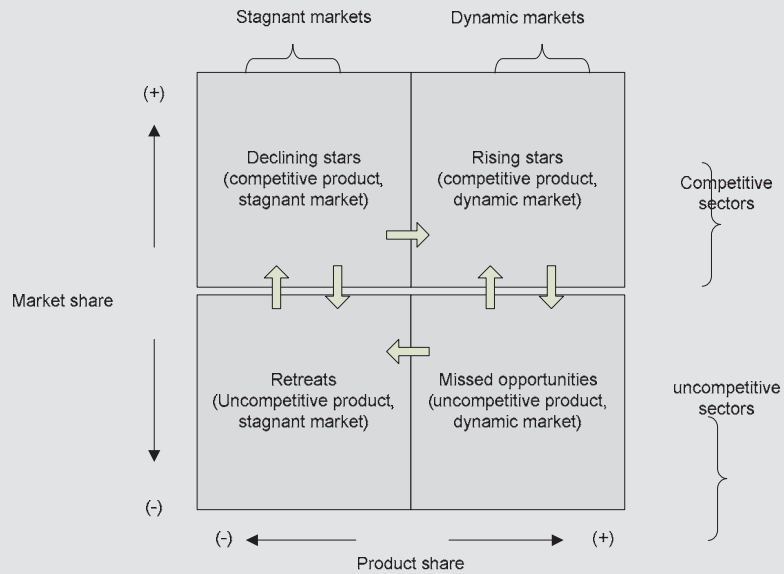 Stagnant markets
Dynamic markets
(+)
Declining stars
(competitive product,
stagnant market)
Rising stars
(competitive product,
dynamic market)
Competitive
sectors
Market share
Retreats
(Uncompetitive product,
stagnant market)
Missed opportunities
(uncompetitive product,
dynamic market)
uncompetitive
sectors
(-)
(-)
(+)
Product share